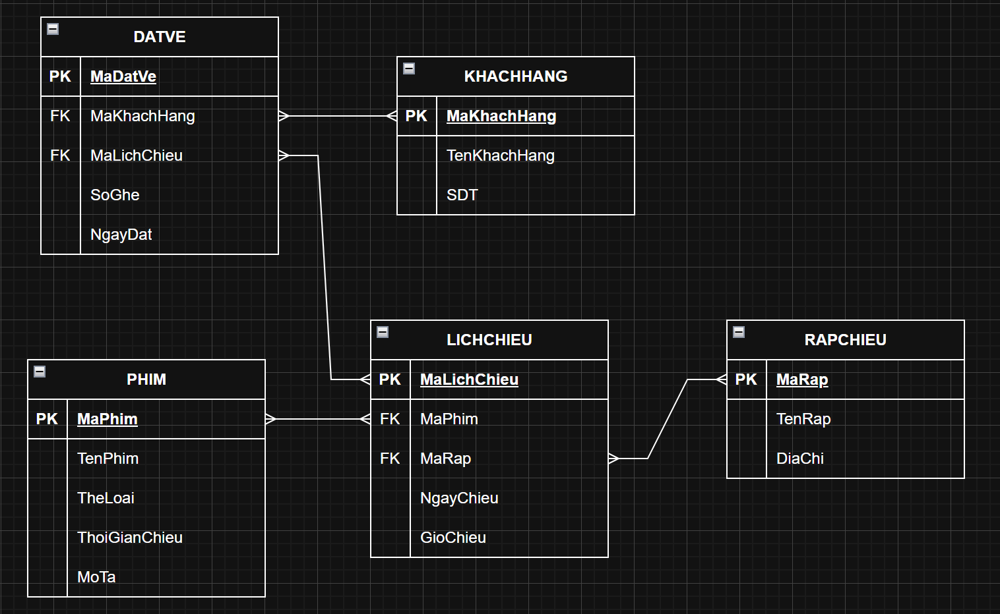 DATVE
PK MaDatVe
FK MaKhachHang
FK MaLichChieu
SoGhe
NgayDat
KHACHHANG
PK MaKhachHang
TenKhachHang
SDT
PHIM
PK MaPhim
TenPhim
TheLoai
ThoiGianChieu
MoTa
LICHCHIEU
PK MaLichChieu
FK MaPhim
FK MaRap
NgayChieu
GioChieu
RAPCHIEU
PK MaRap
TenRap
DiaChi